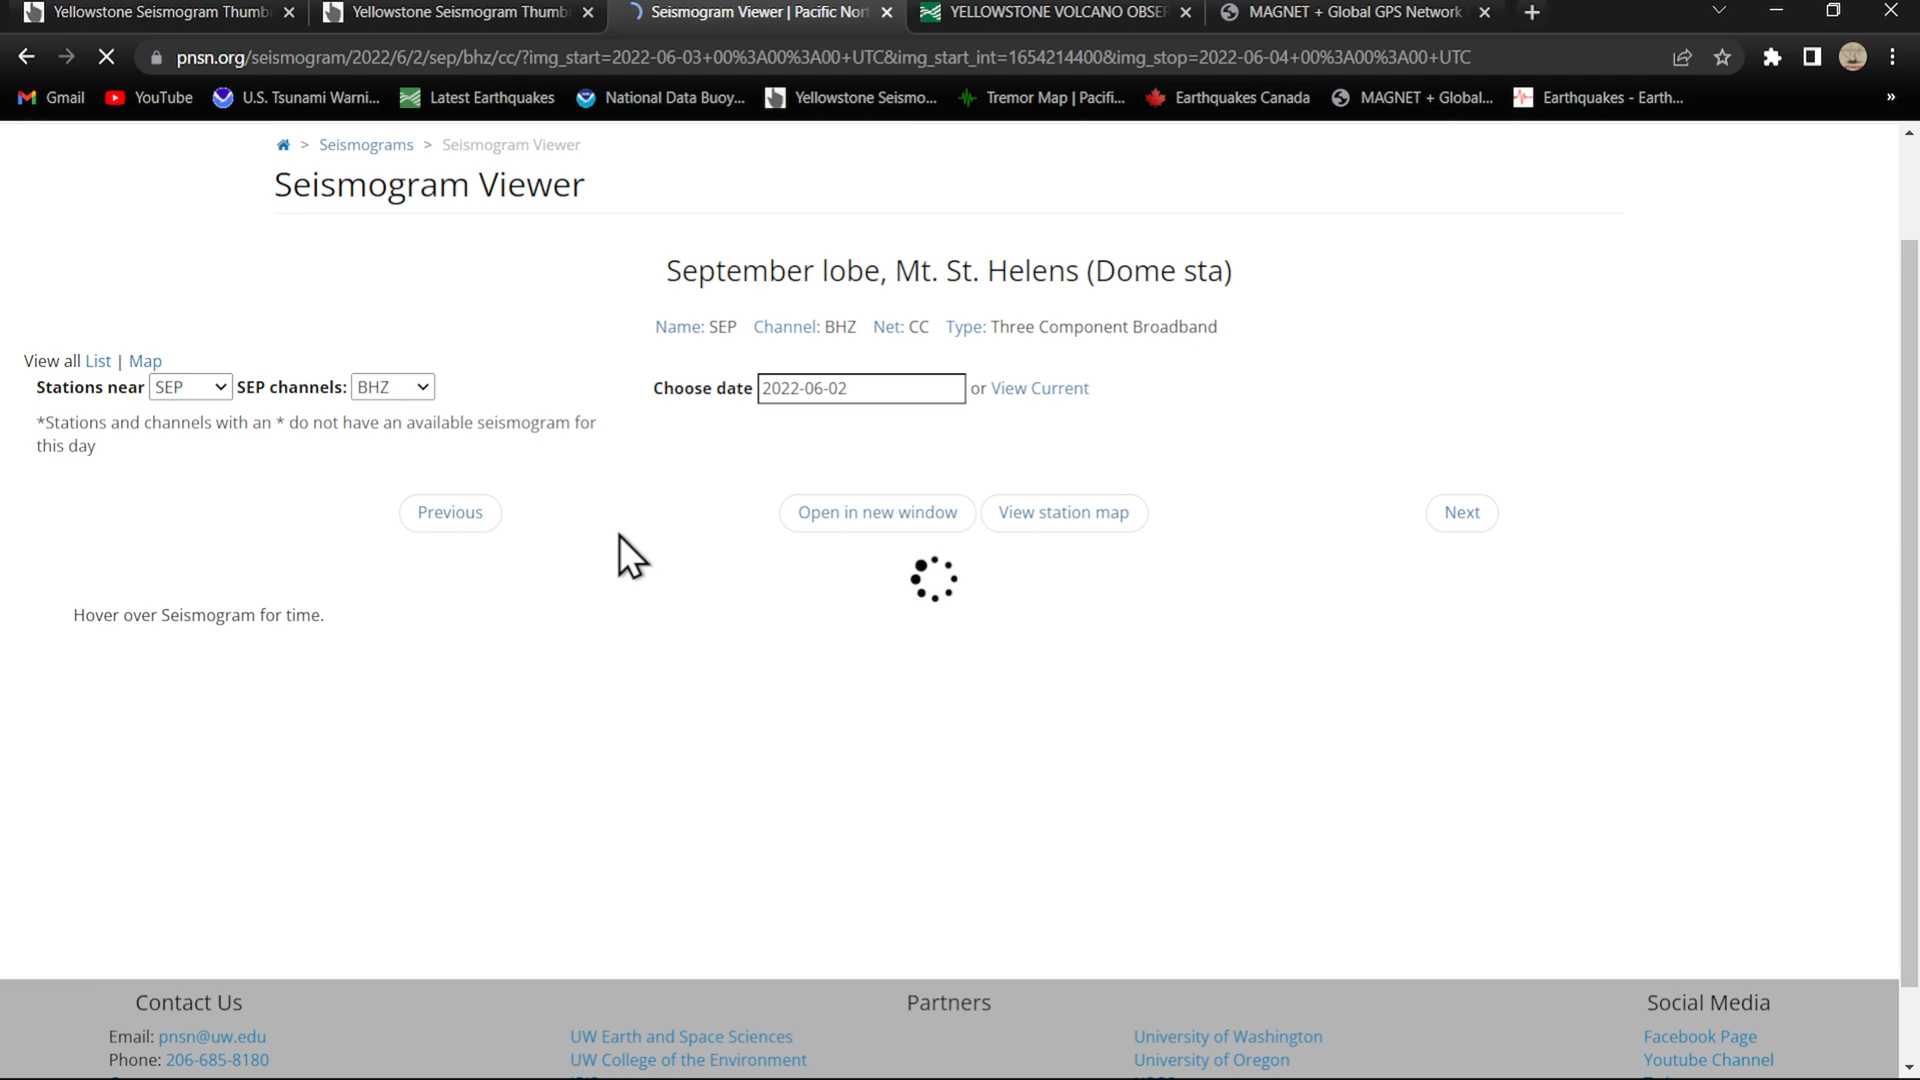 Yellowstone Seismogram Thumb
Yellowstone Seismogram Thumb
Seismogram Viewer | Pacific Nort
YELLOWSTONE VOLCANO OBSER
MAGNET + Global GPS Network
pnsn.org/seismogram/2022/6/2/sep/bhz/cc/?img_start=2022-06-03+00%3A00%3A00+UTC&img_start_int=1654214400&img_stop=2022-06-04+00%3A00%3A00+UTC
Gmail
YouTube
U.S. Tsunami Warni...
Latest Earthquakes
National Data Buoy...
Yellowstone Seismo...
Tremor Map | Pacifi...
Earthquakes Canada
MAGNET + Global...
Earthquakes - Earth...
»
> Seismograms > Seismogram Viewer
Seismogram Viewer
September lobe, Mt. St. Helens (Dome sta)
Name: SEP Channel: BHZ Net: CC Type: Three Component Broadband
View all List | Map
Stations near SEP SEP channels: BHZ
Choose date 2022-06-02 or View Current
*Stations and channels with an * do not have an available seismogram for
this day
Previous
Open in new window
View station map
Next
Hover over Seismogram for time.
Contact Us
Partners
Social Media
Email: pnsn@uw.edu
UW Earth and Space Sciences
University of Washington
Facebook Page
Phone: 206-685-8180
UW College of the Environment
University of Oregon
Youtube Channel